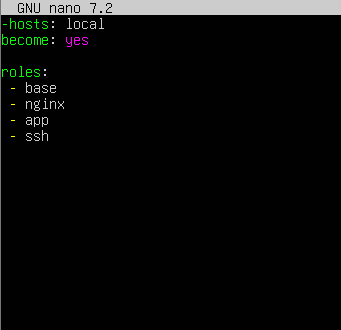 GNU nano 7.2
-hosts: local
become: yes
roles:
- base
- nginx
- app
- ssh